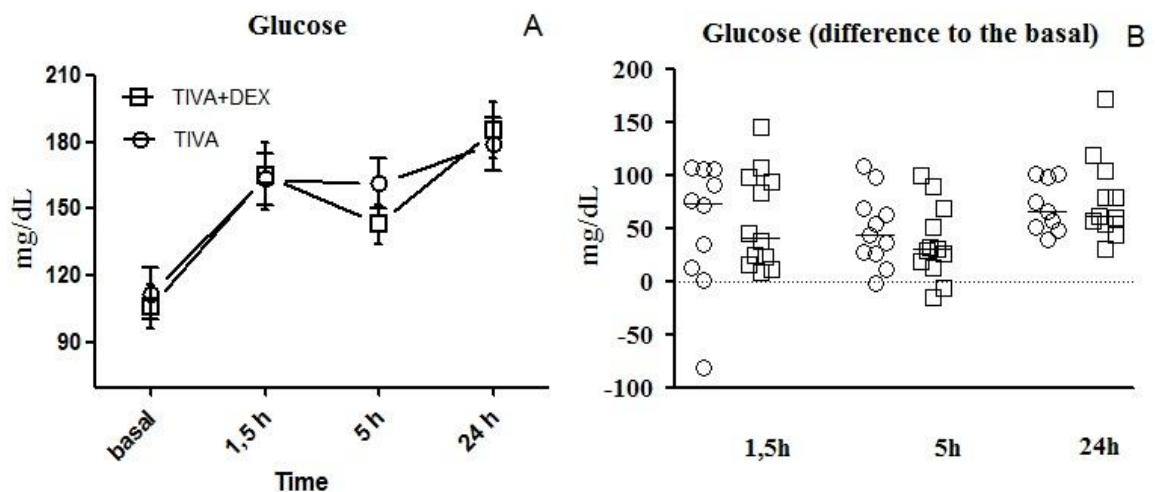 Glucose
A
210
180
150
120
90
mg/dL
TIVA+DEX
TIVA
basal
1,5 h
5 h
24 h
Time
Glucose (difference to the basal)
B
200
150
100
50
0
-50
-100
mg/dL
1,5h
5h
24h